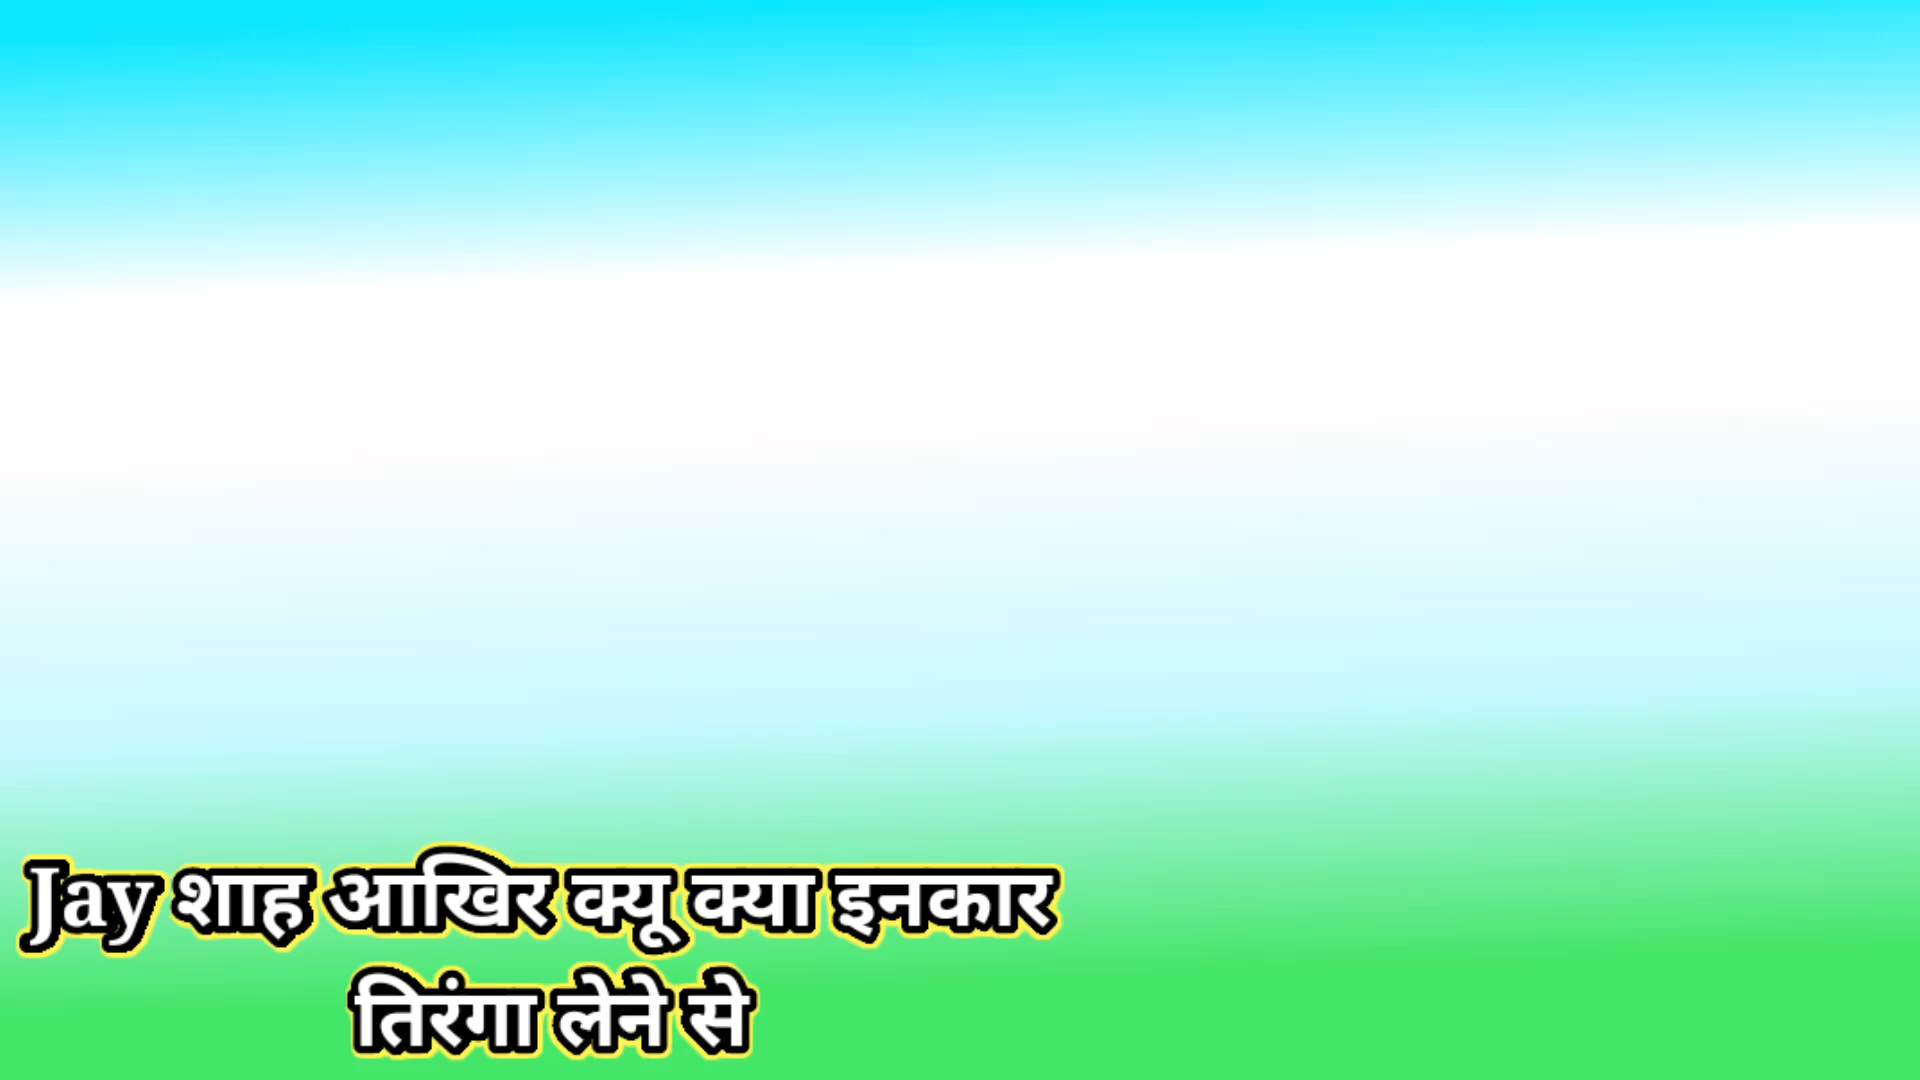 Jay शाह आखिर क्यू क्या इनकार
तिरंगा लेने से